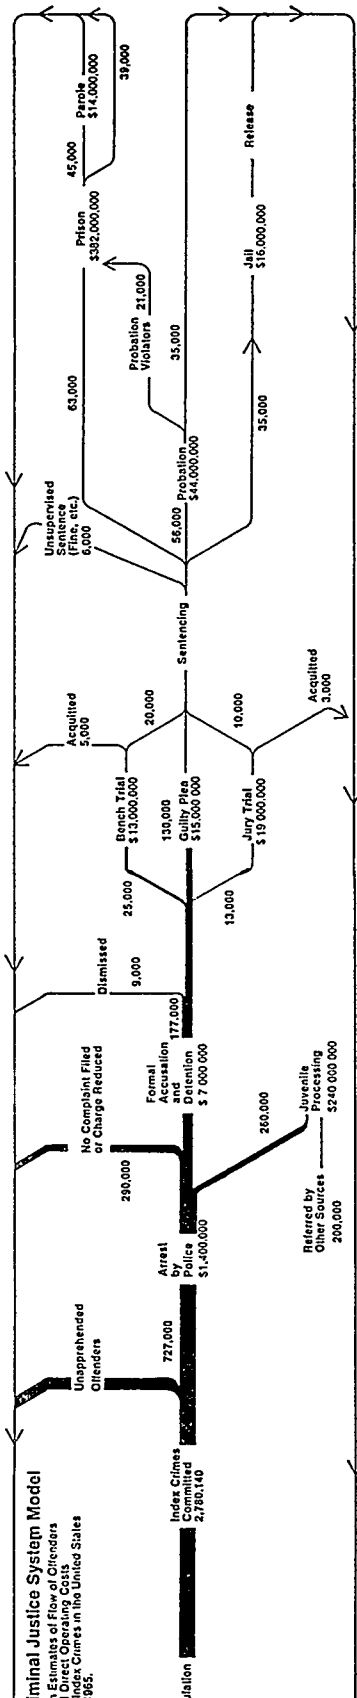 Criminal Justice System Model
Estimates of Flow of Offenders
Direct Operating Costs
Index Crimes in the United States
Index Crimes
Committed
2,780,140
Unapprehended
Offenders
727,000
Arrest
by
Police
$1,400,000
No Complaint Filed
or Charge Reduced
290,000
260,000
Juvenile
Processing
$240 000 000
Referred by
Other Sources
200,000
Formal
Accusation
and
Detention
$ 7 000 000
177,000
Dismissed
9,000
25,000
Bench Trial
$13,000,000
130,000
Guilty Plea
$15,000 000
13,000
Jury Trial
$19 000,000
Acquitted
5,000
20,000
10,000
Acquitted
3,000
Sentencing
Unsupervised
Sentence
(Fine, etc.)
6,000
63,000
56,000
Probation
$44,000,000
35,000
Probation
Violators
21,000
35,000
Prison
$382,000,000
Jail
$16,000,000
45,000
Parole
$14,000,000
39,000
Release